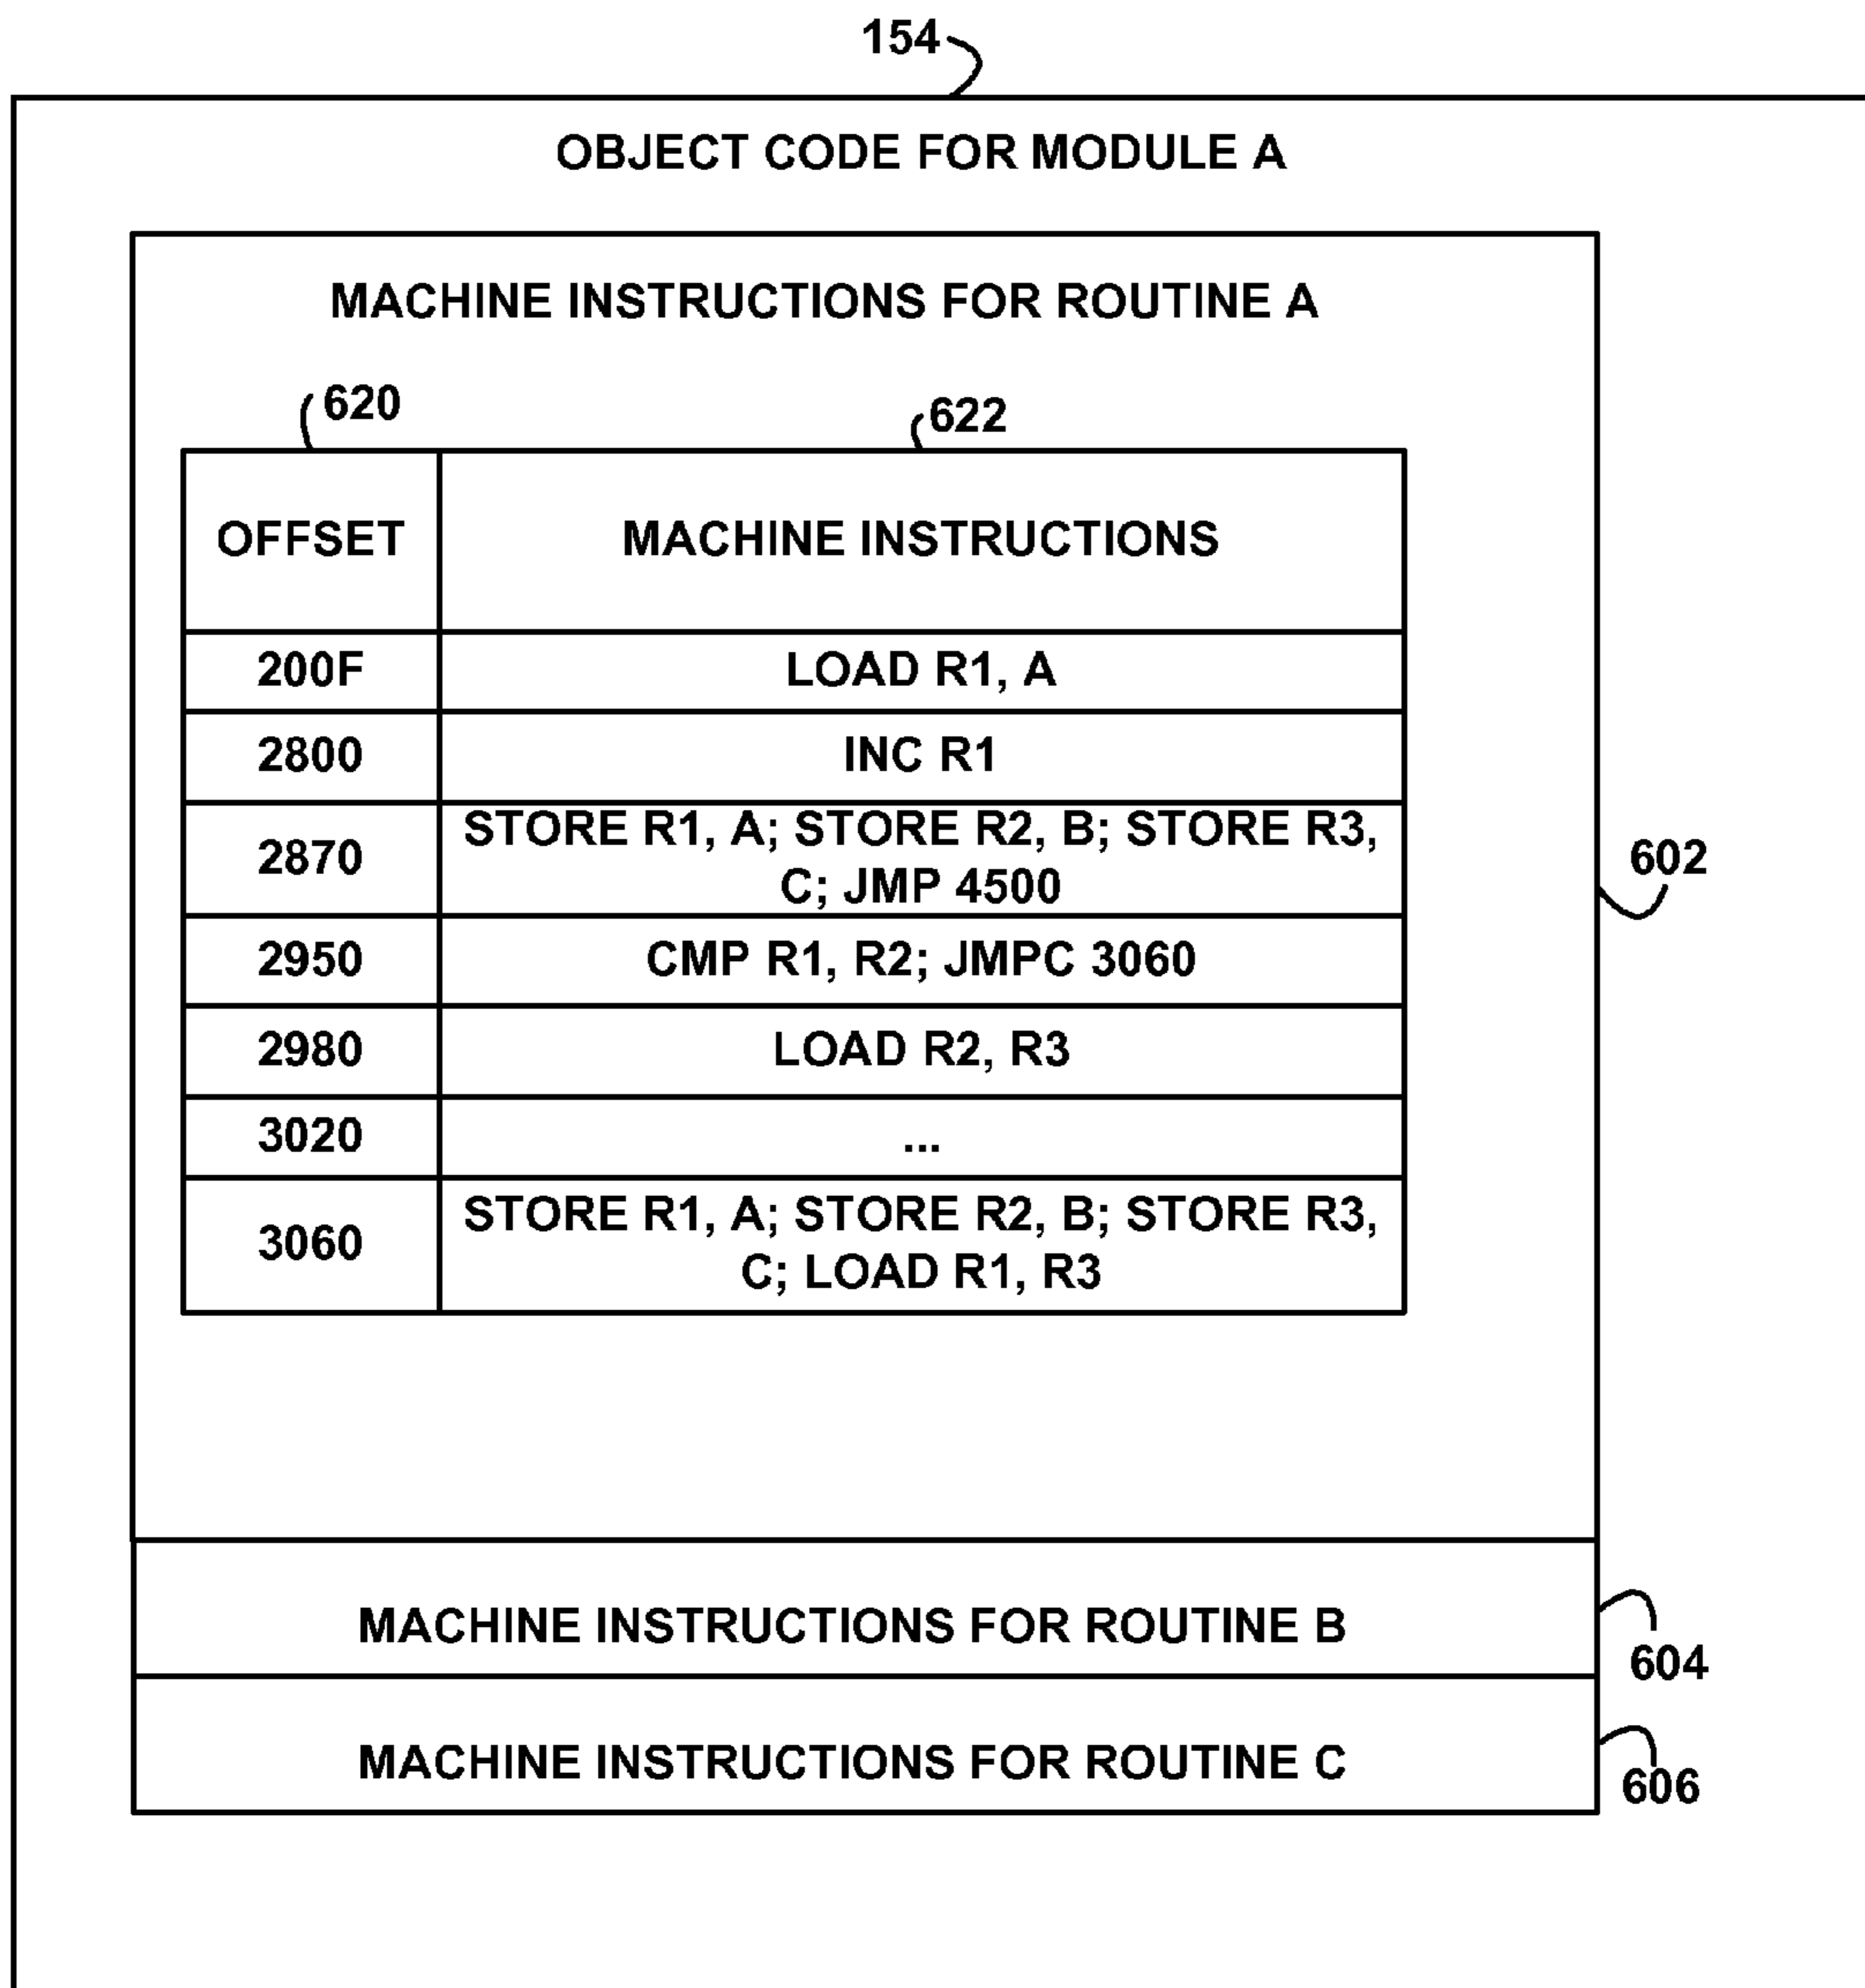 154
OBJECT CODE FOR MODULE A
MACHINE INSTRUCTIONS FOR ROUTINE A
620
622
OFFSET MACHINE INSTRUCTIONS
200F LOAD R1, A
2800 INC R1
2870 STORE R1, A; STORE R2, B; STORE R3,
C; JMP 4500
602
2950 CMP R1, R2; JMPC 3060
2980 LOAD R2, R3
3020 ...
3060 STORE R1, A; STORE R2, B; STORE R3,
C; LOAD R1, R3
MACHINE INSTRUCTIONS FOR ROUTINE B
604
MACHINE INSTRUCTIONS FOR ROUTINE C
606